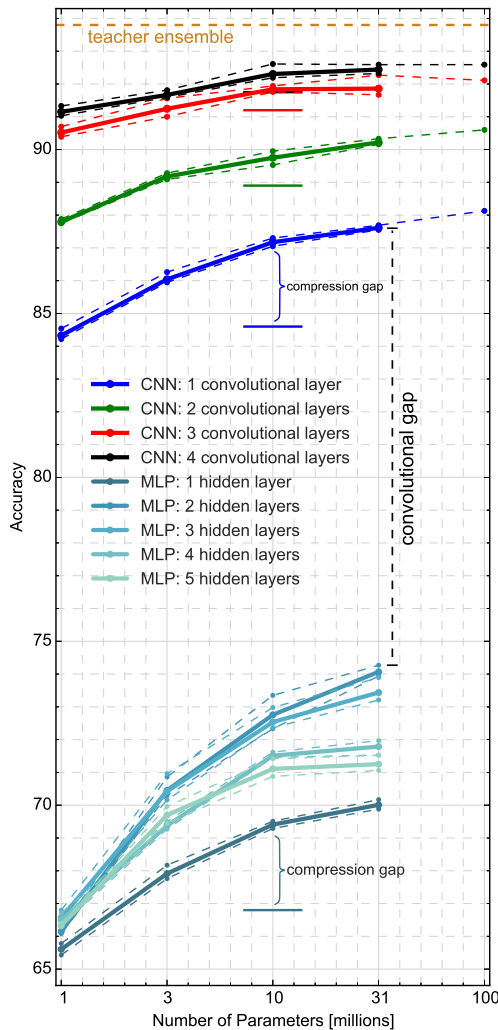 teacher ensemble
90
compression gap
85
CNN: 1 convolutional layer
CNN: 2 convolutional layers
CNN: 3 convolutional layers
CNN: 4 convolutional layers
MLP: 1 hidden layer
MLP: 2 hidden layers
MLP: 3 hidden layers
MLP: 4 hidden layers
MLP: 5 hidden layers
convolutional gap
80
Accuracy
75
70
compression gap
65
1 3 10 31 100
Number of Parameters [millions]